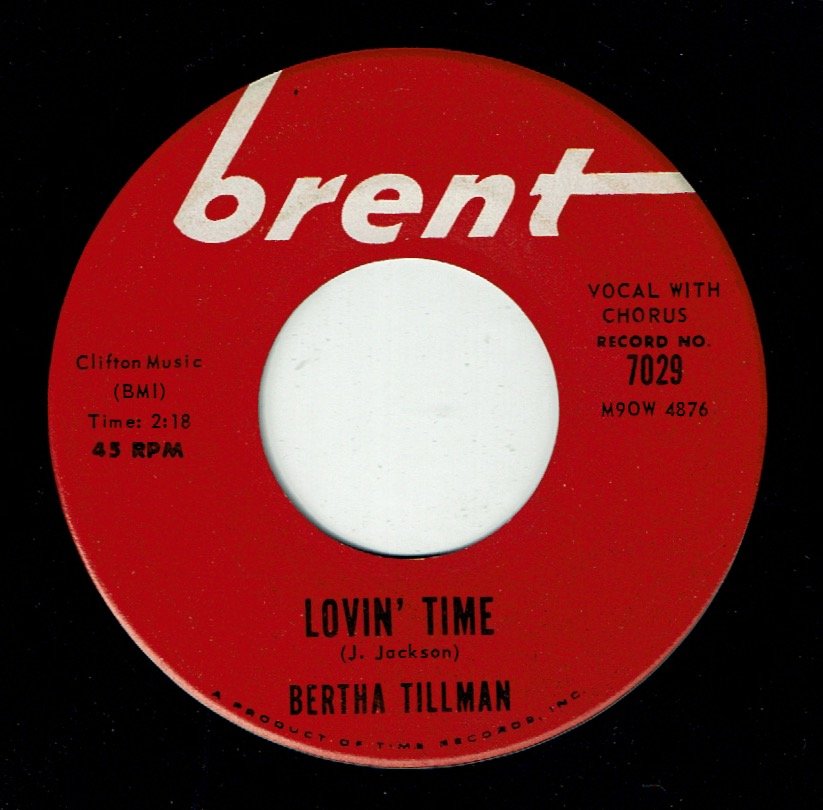 brent
VOCAL WITH
CHORUS
RECORD NO.
7029
M9OW 4876
Clifton Music
(BMI)
Time: 2:18
45 RPM
LOVIN' TIME
(J. Jackson)
BERTHA TILLMAN
A PRODUCT OF TIME RECORDS, INC.